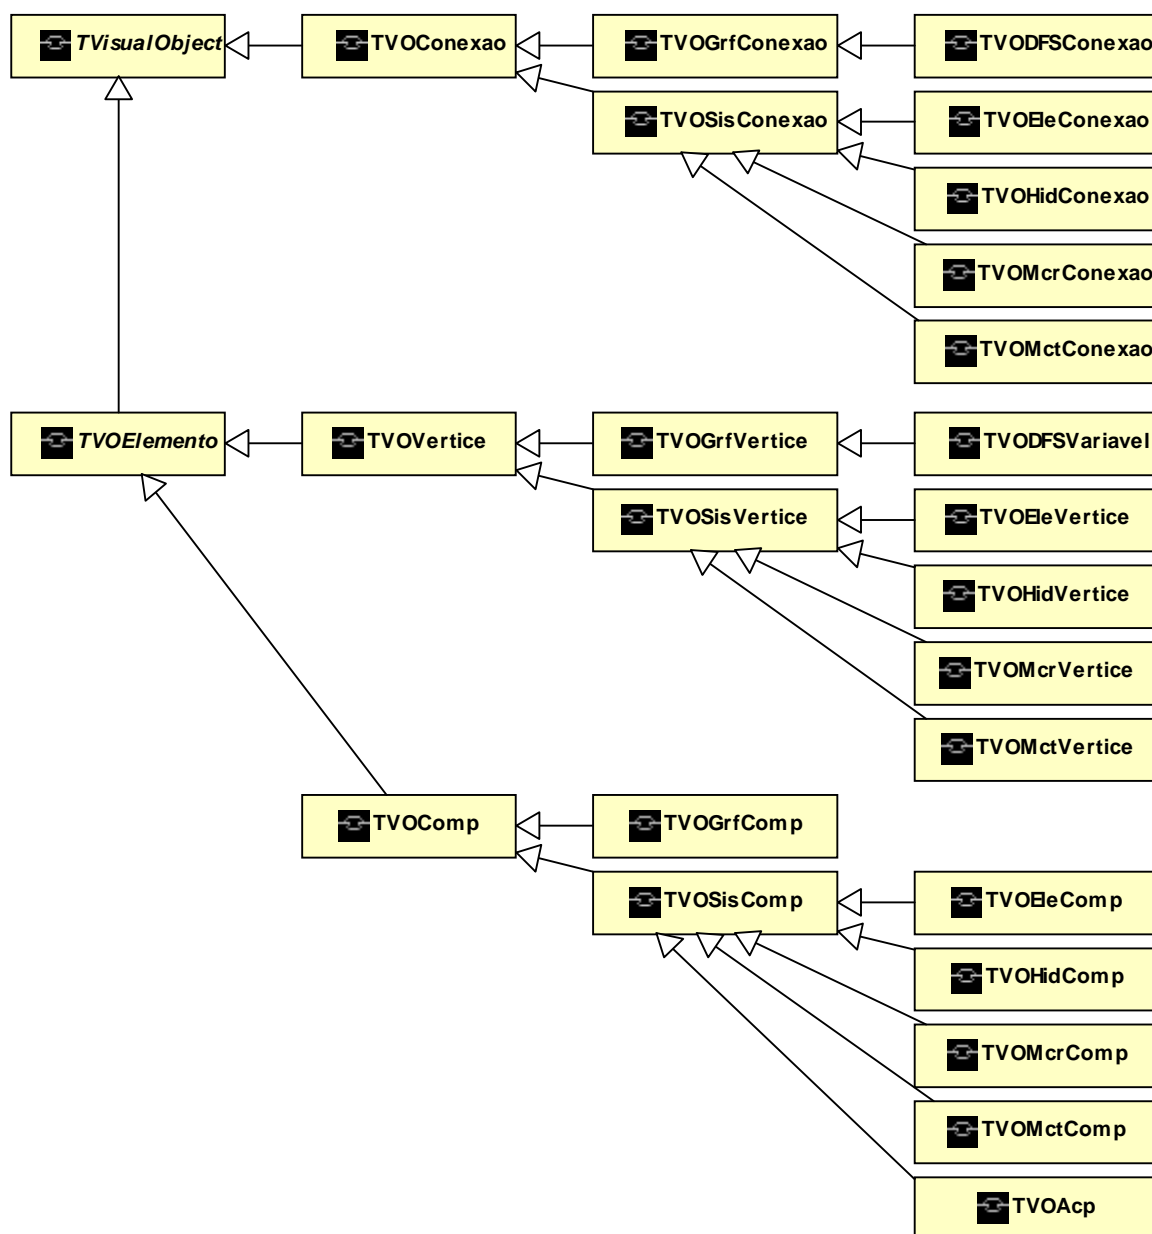 TVisualObject
TVOConexao
TVOGrfConexao
TVODFSConexao
TVOSisConexao
TVOEleConexao
TVOHidConexao
TVOMcrConexao
TVOMctConexao
TVOElemento
TVOVertice
TVOGrfVertice
TVODFSVariavel
TVOSisVertice
TVOEleVertice
TVOHidVertice
TVOMcrVertice
TVOMctVertice
TVOComp
TVOGrfComp
TVOSisComp
TVOEleComp
TVOHidComp
TVOMcrComp
TVOMctComp
TVOAcp